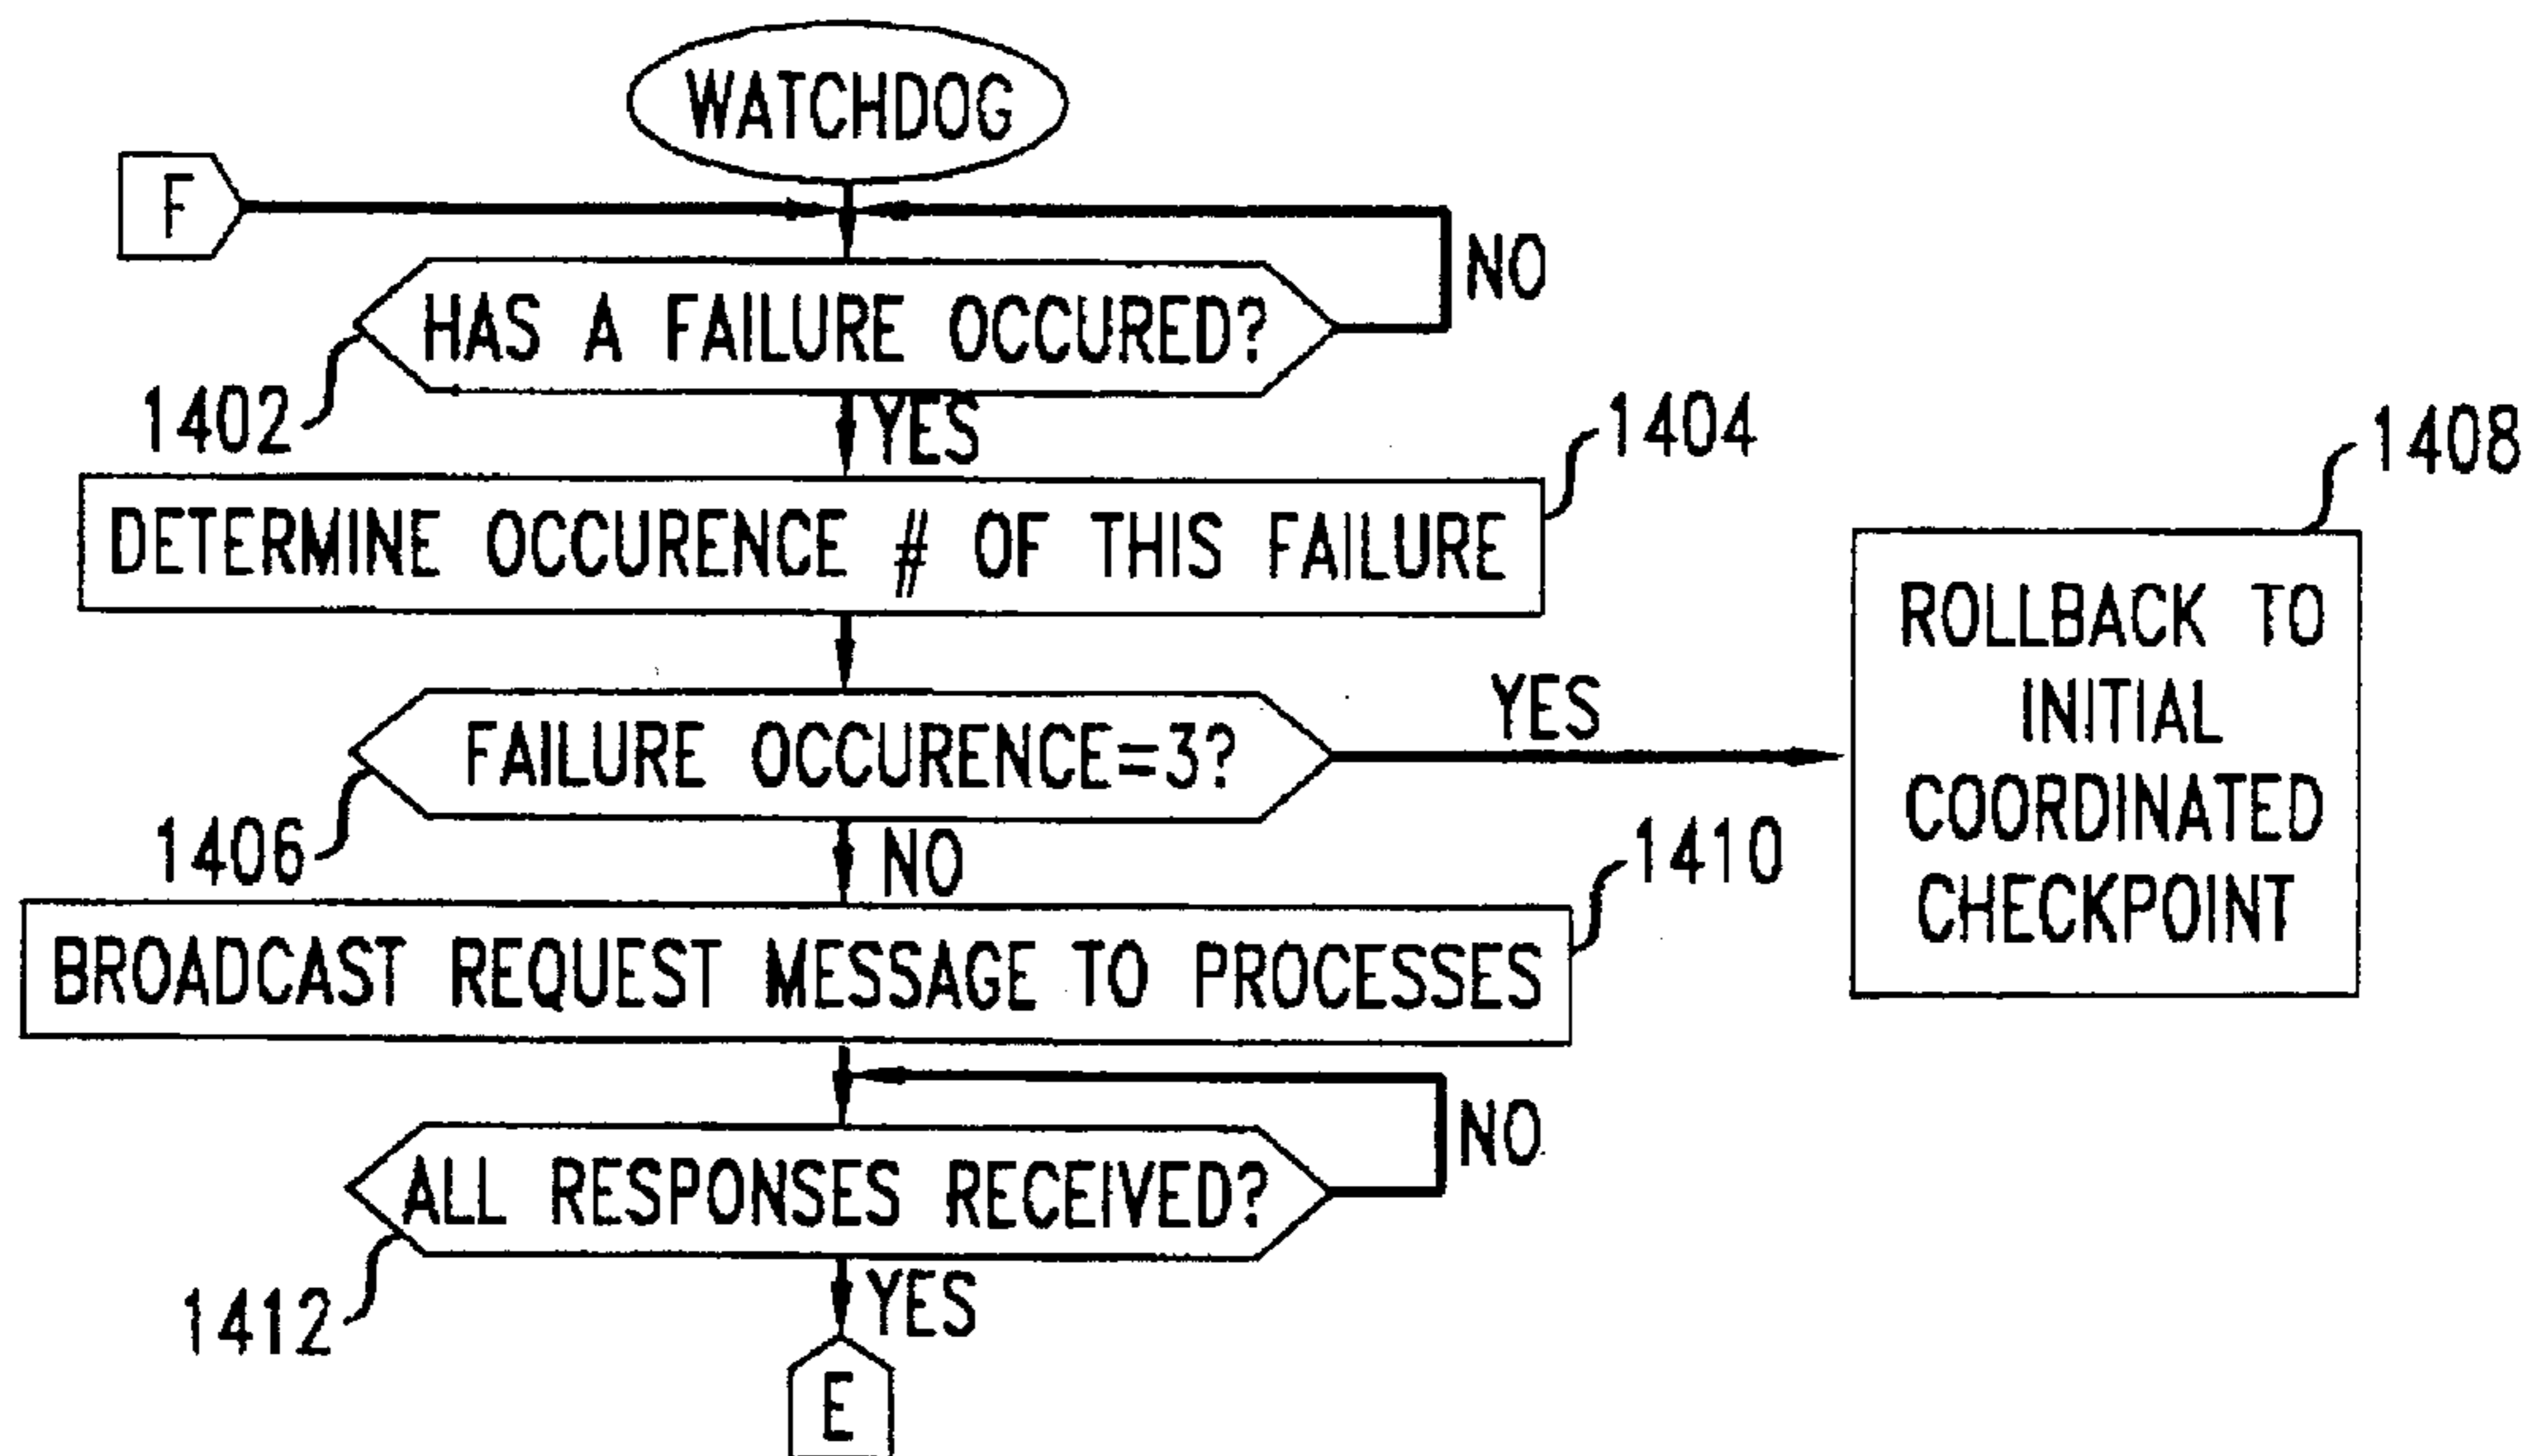 WATCHDOG
F
NO
HAS A FAILURE OCCURED?
1402
YES
1404
DETERMINE OCCURENCE # OF THIS FAILURE
1408
ROLLBACK TO
INITIAL
COORDINATED
CHECKPOINT
FAILURE OCCURENCE=3?
YES
1406
NO
1410
BROADCAST REQUEST MESSAGE TO PROCESSES
NO
ALL RESPONSES RECEIVED?
1412
YES
E